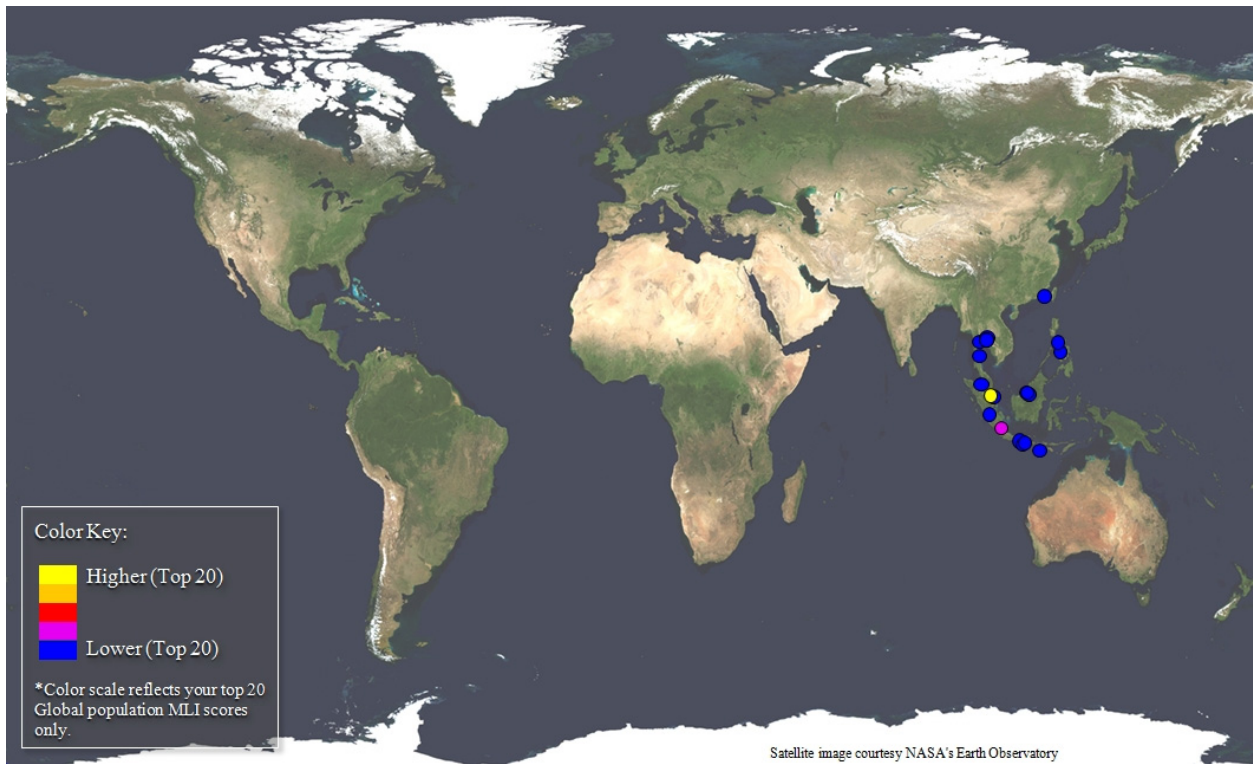 Color Key:
Higher (Top 20)
Lower (Top 20)
*Color scale reflects your top 20
Global population MLI scores
only.
Satellite image courtesy NASA's Earth Observatory